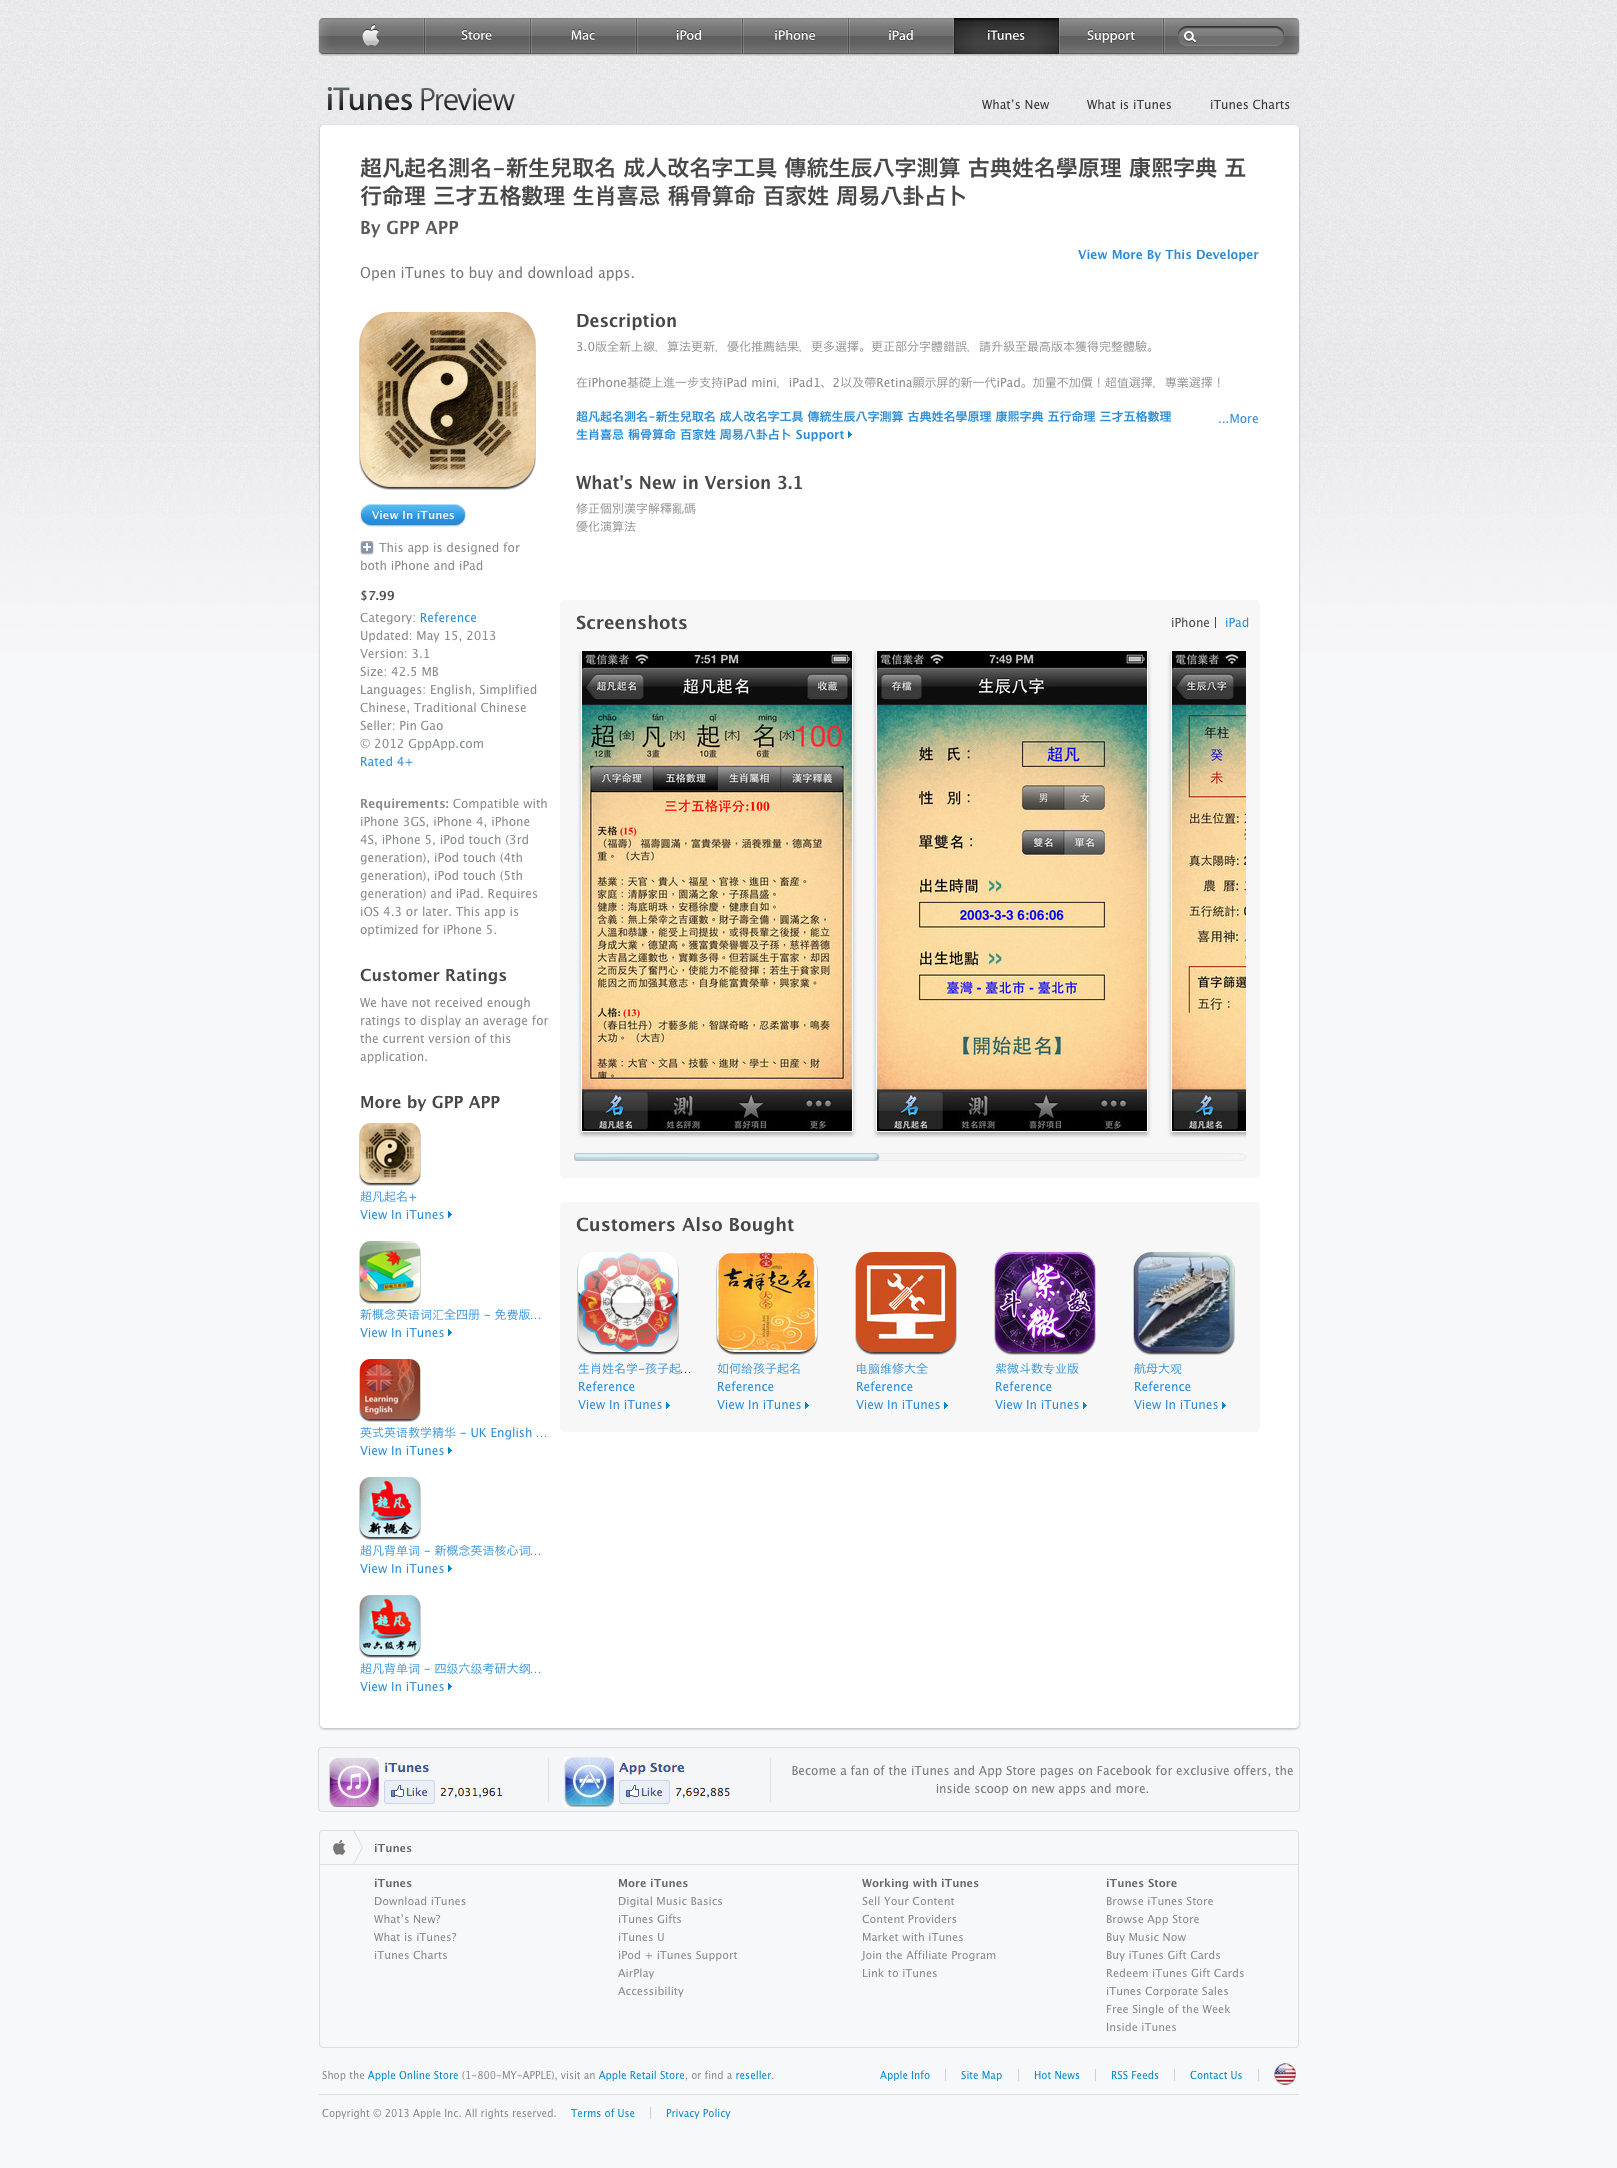 Store
Mac
iPod
iPhone
iPad
iTunes
Support
iTunes Preview
What's New
What is iTunes
iTunes Charts
超凡起名測名-新生兒取名 成人改名字工具 傳統生辰八字測算 古典姓名學原理 康熙字典 五
行命理 三才五格數理 生肖喜忌 稱骨算命 百家姓 周易八卦占卜
By GPP APP
View More By This Developer
Open iTunes to buy and download apps.
Description
3.0版全新上線，算法更新，優化推薦結果，更多選擇。更正部分字體錯誤，請升級至最高版本獲得完整體驗。
在iPhone基礎上進一步支持iPad mini，iPad1、2以及帶Retina顯示屏的新一代iPad。加量不加價！超值選擇，專業選擇！
超凡起名測名-新生兒取名 成人改名字工具 傳統生辰八字測算 古典姓名學原理 康熙字典 五行命理 三才五格數理
生肖喜忌 稱骨算命 百家姓 周易八卦占卜 Support
...More
What's New in Version 3.1
修正個別漢字解釋亂碼
優化演算法
View In iTunes
This app is designed for
both iPhone and iPad
$7.99
Category: Reference
Updated: May 15, 2013
Version: 3.1
Size: 42.5 MB
Languages: English, Simplified
Chinese, Traditional Chinese
Seller: Pin Gao
© 2012 GppApp.com
Rated 4+
Requirements: Compatible with
iPhone 3GS, iPhone 4, iPhone
4S, iPhone 5, iPod touch (3rd
generation), iPod touch (4th
generation), iPod touch (5th
generation) and iPad. Requires
iOS 4.3 or later. This app is
optimized for iPhone 5.
Customer Ratings
We have not received enough
ratings to display an average for
the current version of this
application.
More by GPP APP
超凡起名+
View In iTunes
新概念英语词汇全四册 - 免费版...
View In iTunes
Learning
English
英式英语教学精华 - UK English ...
View In iTunes
超凡
新概念
超凡背单词 - 新概念英语核心词...
View In iTunes
超凡
四六级考研
超凡背单词 - 四级六级考研大纲...
View In iTunes
Screenshots
iPhone | iPad
電信業者 7:51 PM
超凡起名 超凡起名 收藏
chāo fán qǐ míng
超 [金] 凡 [水] 起 [木] 名 [水] 100
12畫 3畫 10畫 6畫
八字命理 五格數理 生肖屬相 漢字釋義
三才五格评分:100
天格 (15)
（福壽）福壽圓滿，富貴榮譽，涵養雅量，德高望
重。（大吉）
基業：天官、貴人、福星、官祿、進田、畜産。
家庭：清靜家田，圓滿之象，子孫昌盛。
健康：海底明珠，安穩徐慶，健康自如。
含義：無上榮幸之吉運數。財子壽全備，圓滿之象，
人溫和恭謙，能受上司提拔，或得長輩之後援，能立
身成大業，德望高。獲富貴榮譽響及子孫，慈祥善德
大吉昌之運數也，實難多得。但若誕生于富家，却因
之而反失了奮鬥心，使能力不能發揮；若生于貧家則
能因之而加强其意志，自身能富貴榮華，興家業。
人格: (13)
（春日牡丹）才藝多能，智謀奇略，忍柔當事，鳴奏
大功。（大吉）
基業：大官、文昌、技藝、進財、學士、田産、財
庫。
名 測
超凡起名 姓名評測 喜好項目 更多
電信業者 7:49 PM
存檔 生辰八字
姓 氏： 超凡
性 別： 男 女
單雙名： 雙名 單名
出生時間 >>
2003-3-3 6:06:06
出生地點 >>
臺灣 - 臺北市 - 臺北市
【開始起名】
名 測
超凡起名 姓名評測 喜好項目 更多
電信業者
生辰八字
年柱
癸
未
出生位置:
真太陽時: 2
農 曆:
五行統計:
喜用神:
首字篩選
五行：
名
超凡起名
Customers Also Bought
生肖姓名学-孩子起...
Reference
View In iTunes
吉祥起名
大全
如何给孩子起名
Reference
View In iTunes
电脑维修大全
Reference
View In iTunes
紫微
斗数
紫微斗数专业版
Reference
View In iTunes
航母大观
Reference
View In iTunes
iTunes
Like 27,031,961
App Store
Like 7,692,885
Become a fan of the iTunes and App Store pages on Facebook for exclusive offers, the
inside scoop on new apps and more.
iTunes
iTunes
Download iTunes
What's New?
What is iTunes?
iTunes Charts
More iTunes
Digital Music Basics
iTunes Gifts
iTunes U
iPod + iTunes Support
AirPlay
Accessibility
Working with iTunes
Sell Your Content
Content Providers
Market with iTunes
Join the Affiliate Program
Link to iTunes
iTunes Store
Browse iTunes Store
Browse App Store
Buy Music Now
Buy iTunes Gift Cards
Redeem iTunes Gift Cards
iTunes Corporate Sales
Free Single of the Week
Inside iTunes
Shop the Apple Online Store (1-800-MY-APPLE), visit an Apple Retail Store, or find a reseller.
Apple Info
Site Map
Hot News
RSS Feeds
Contact Us
Copyright © 2013 Apple Inc. All rights reserved.
Terms of Use
Privacy Policy